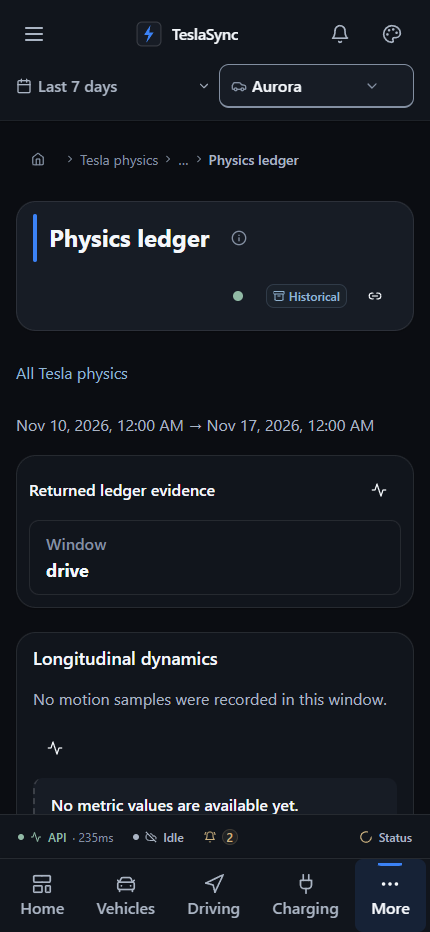 TeslaSync
Last 7 days
Aurora
Tesla physics
...
Physics ledger
Physics ledger
Historical
All Tesla physics
Nov 10, 2026, 12:00 AM → Nov 17, 2026, 12:00 AM
Returned ledger evidence
Window
drive
Longitudinal dynamics
No motion samples were recorded in this window.
No metric values are available yet.
API · 235ms
Idle
2
Status
Home
Vehicles
Driving
Charging
More